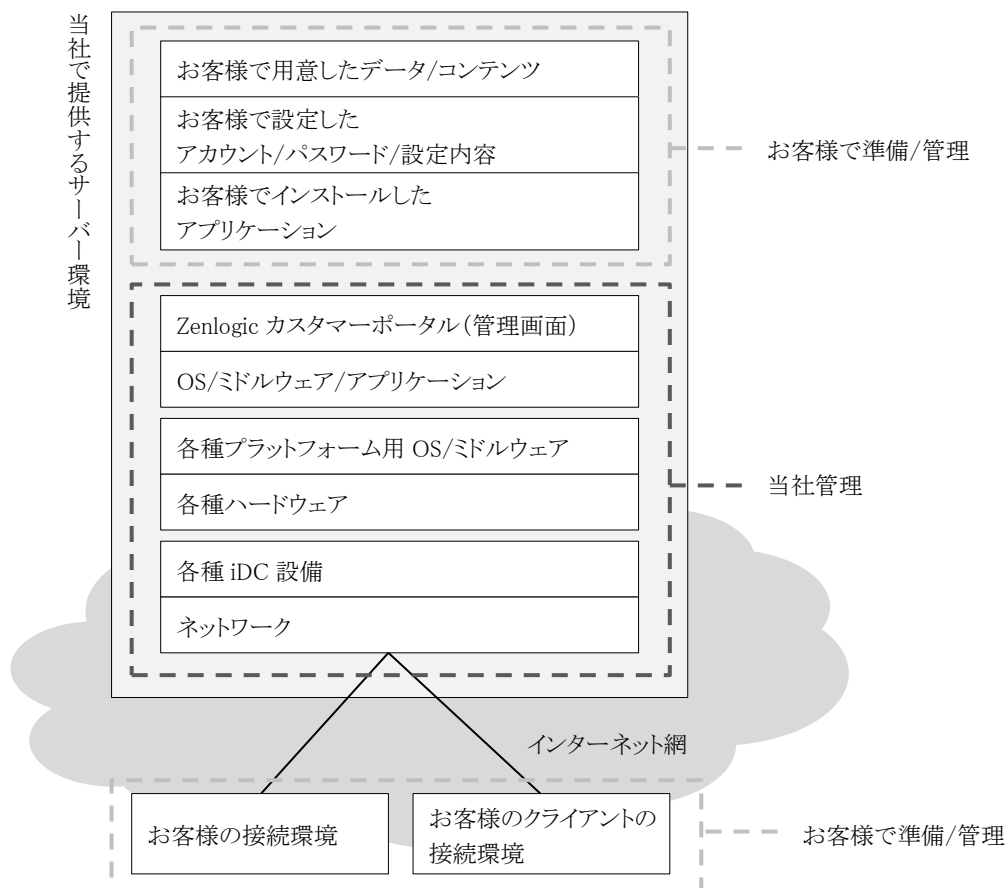 当社で提供するサーバー環境
お客様で用意したデータ/コンテンツ
お客様で設定した
アカウント/パスワード/設定内容
お客様でインストールした
アプリケーション
お客様で準備/管理
Zenlogic カスタマーポータル(管理画面)
OS/ミドルウェア/アプリケーション
各種プラットフォーム用 OS/ミドルウェア
各種ハードウェア
当社管理
各種 iDC 設備
ネットワーク
インターネット網
お客様の接続環境
お客様のクライアントの
接続環境
お客様で準備/管理